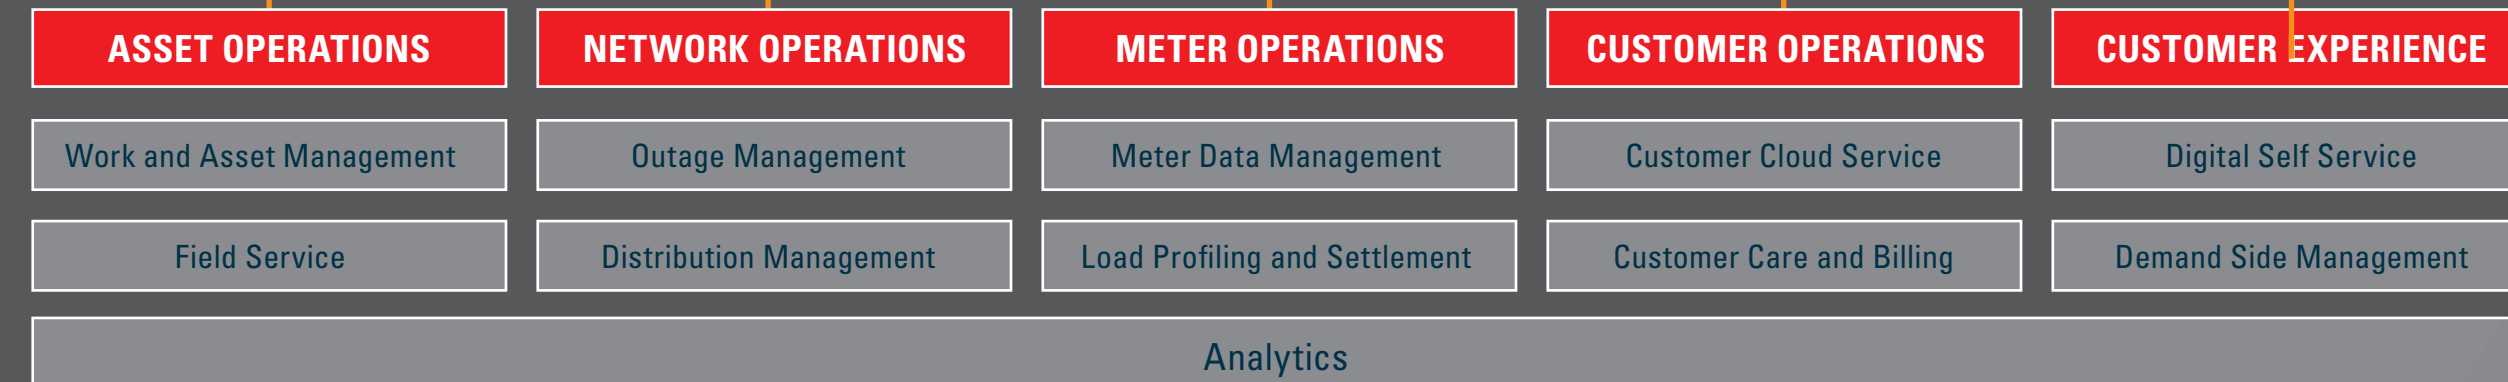 ASSET OPERATIONS
NETWORK OPERATIONS
METER OPERATIONS
CUSTOMER OPERATIONS
CUSTOMER EXPERIENCE
Work and Asset Management
Outage Management
Meter Data Management
Customer Cloud Service
Digital Self Service
Field Service
Distribution Management
Load Profiling and Settlement
Customer Care and Billing
Demand Side Management
Analytics